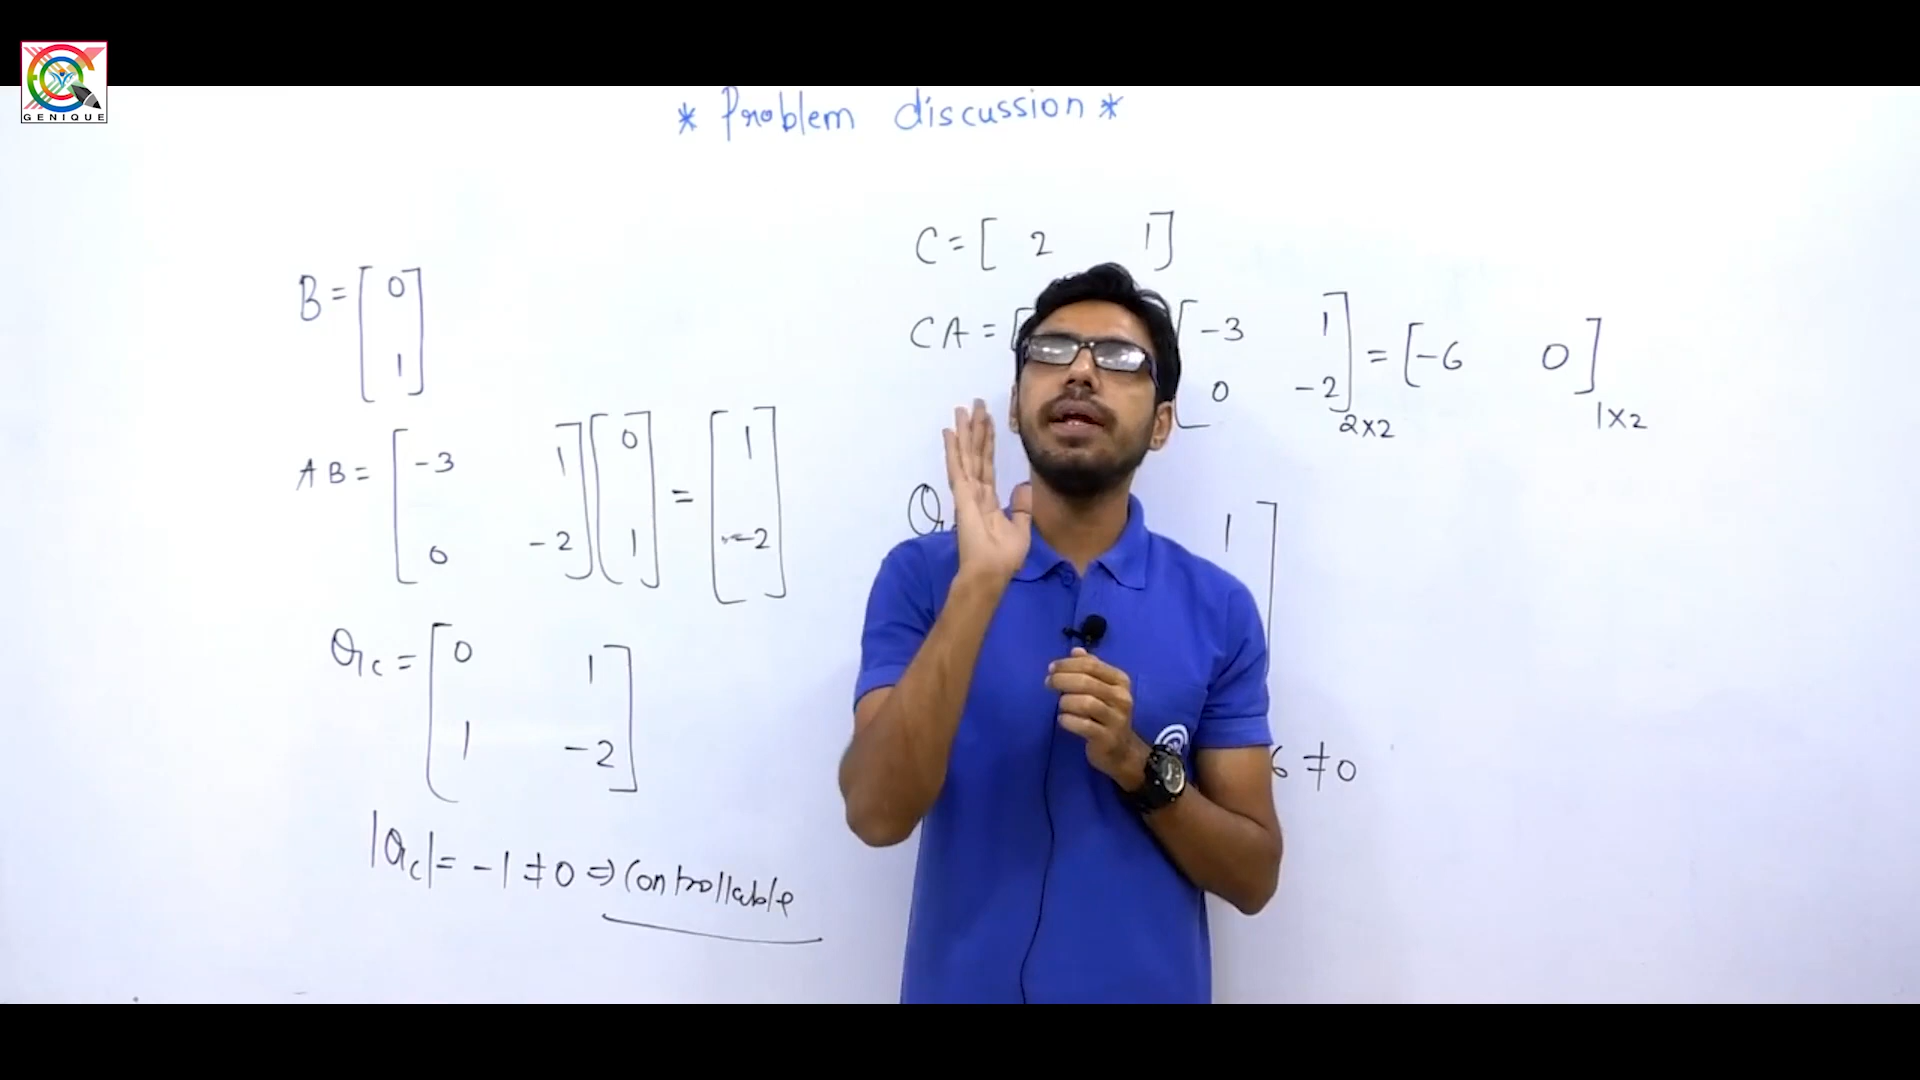 GENIQUE
* Problem discussion *
B = [ 0
1 ]
AB = [ -3 1
0 -2 ] [ 0
1 ] = [ 1
-2 ]
Qc = [ 0 1
1 -2 ]
|Qc| = -1 ≠ 0 ⇒ Controllable
C = [ 2 1 ]
CA = [ [ -3 1
0 -2 ] 2x2 = [ -6 0 ] 1x2
Q 1 ]
6 ≠ 0